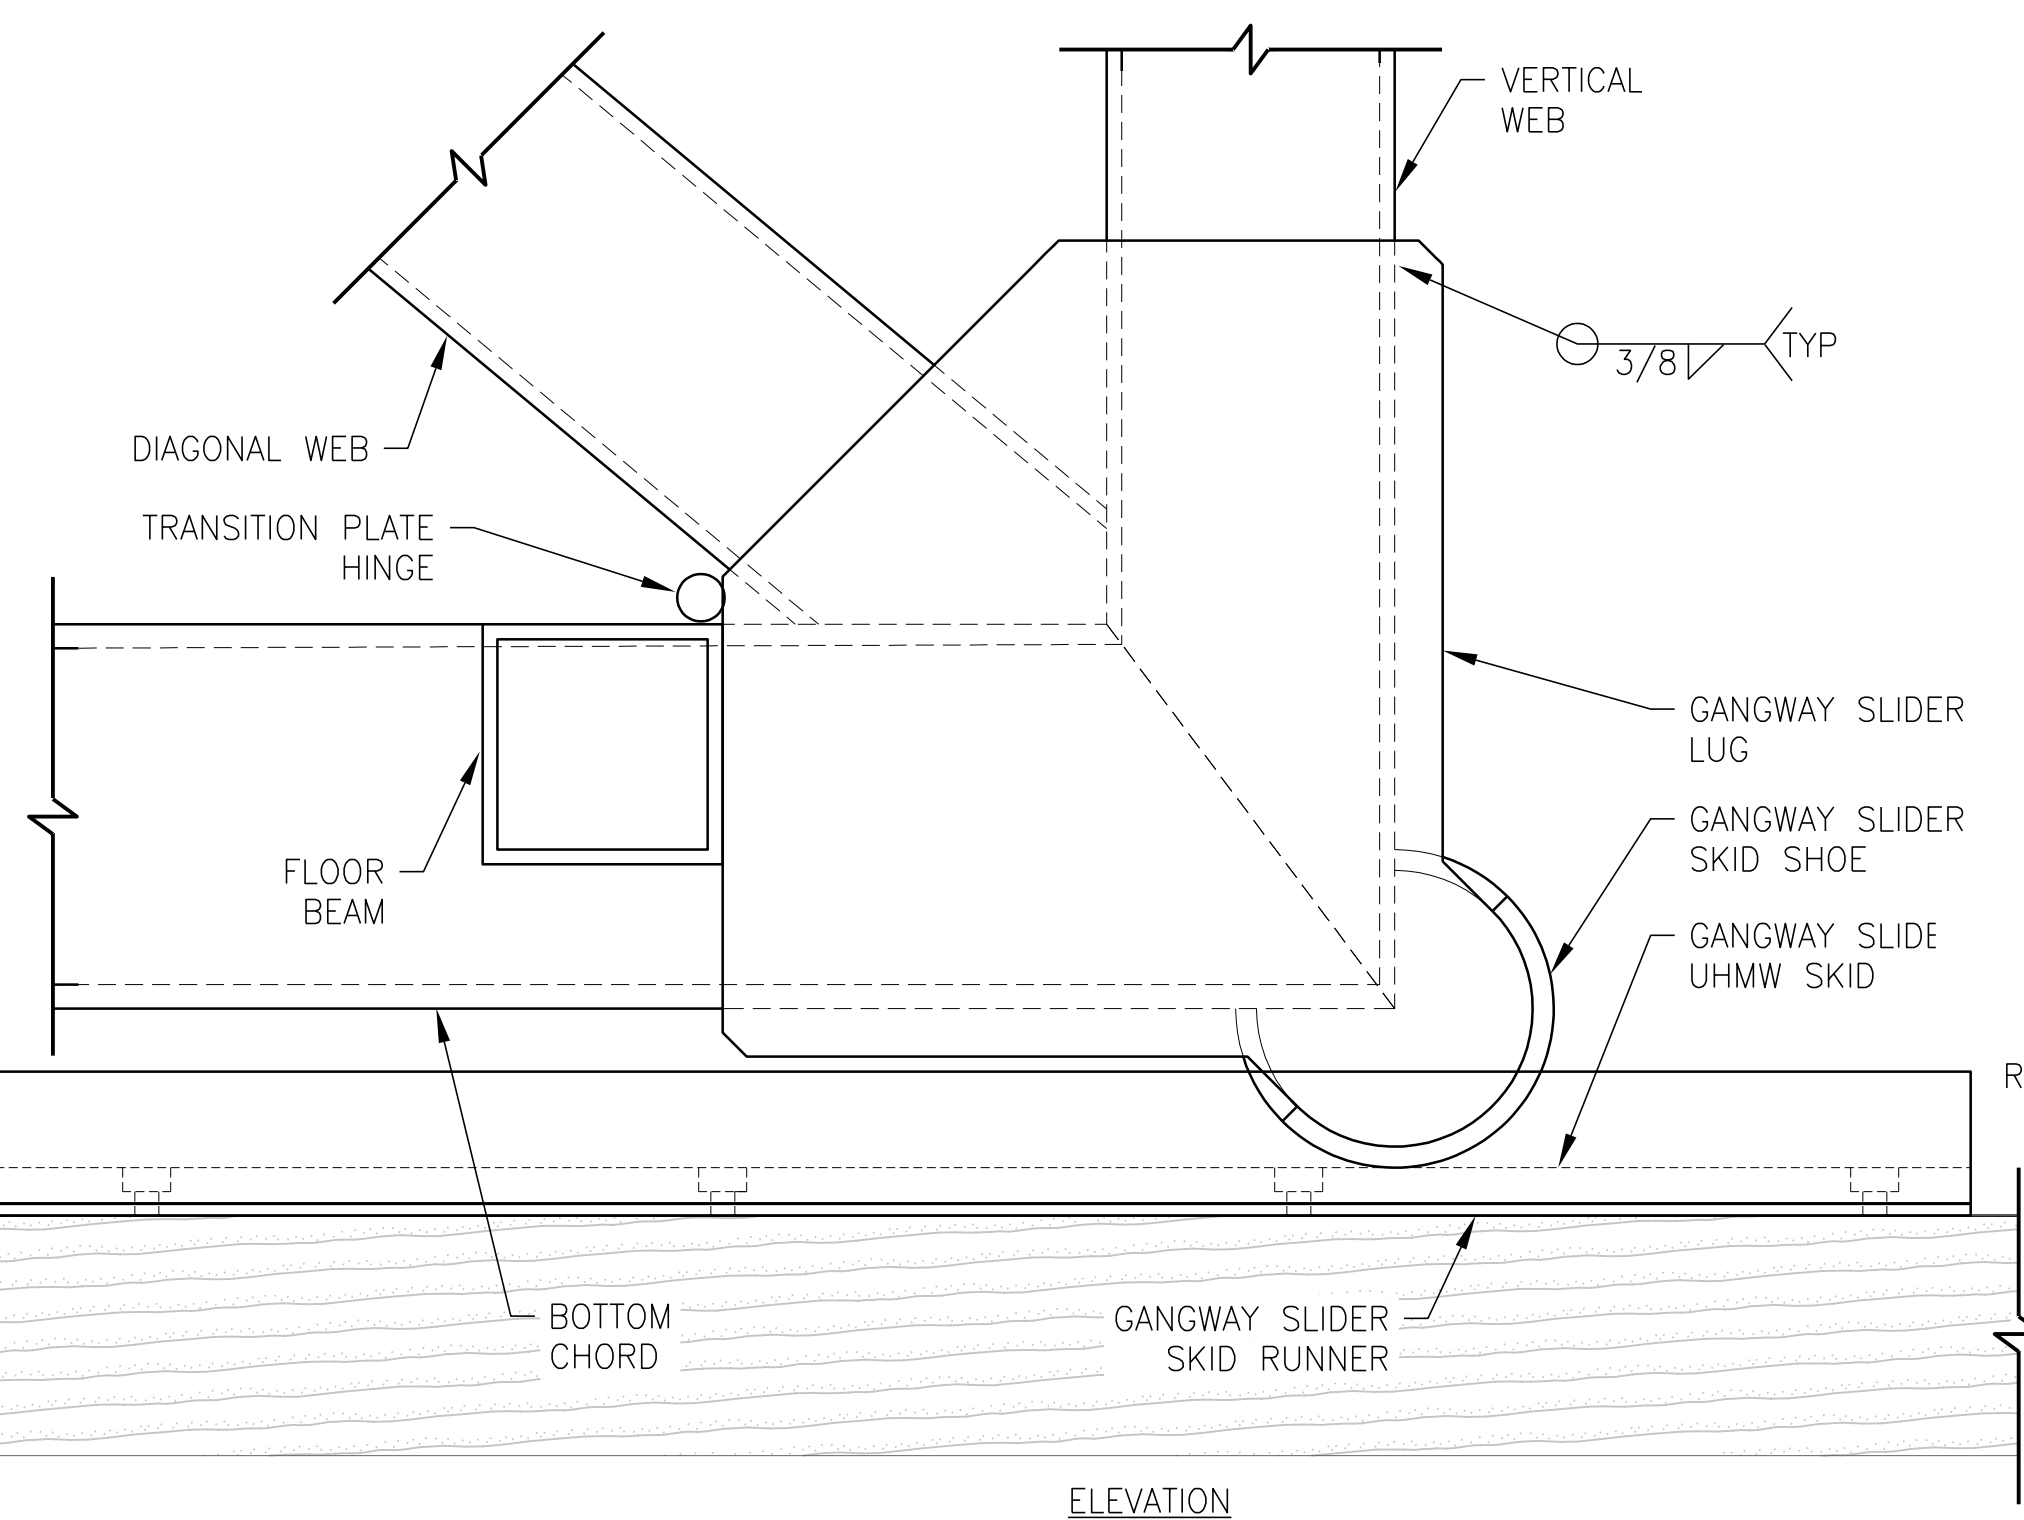 VERTICAL
WEB
3/8
TYP
DIAGONAL WEB
TRANSITION PLATE
HINGE
GANGWAY SLIDER
LUG
GANGWAY SLIDER
SKID SHOE
FLOOR
BEAM
GANGWAY SLIDE
UHMW SKID
R
BOTTOM
CHORD
GANGWAY SLIDER
SKID RUNNER
ELEVATION